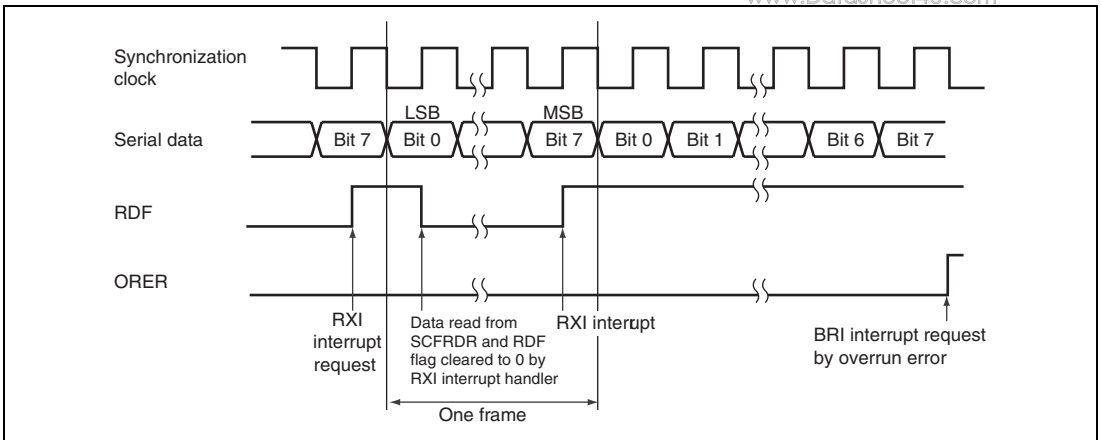 Synchronization
clock
LSB
MSB
Serial data
Bit 7
Bit 0
Bit 7
Bit 0
Bit 1
Bit 6
Bit 7
RDF
ORER
RXI
interrupt
request
Data read from
SCFRDR and RDF
flag cleared to 0 by
RXI interrupt handler
RXI interrupt
BRI interrupt request
by overrun error
One frame